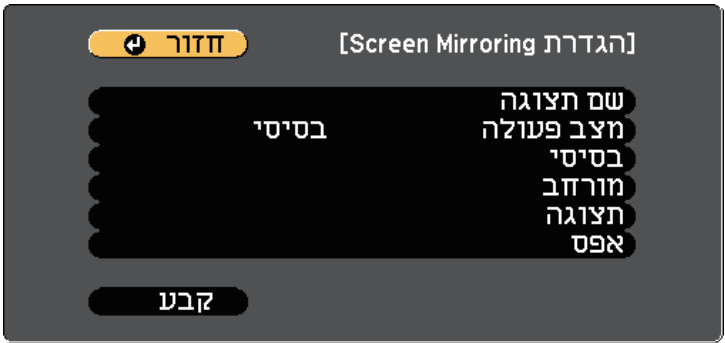 [הגדרת Screen Mirroring]
חזור
שם תצוגה
מצב פעולה בסיסי
בסיסי
מורחב
תצוגה
אפס
קבע